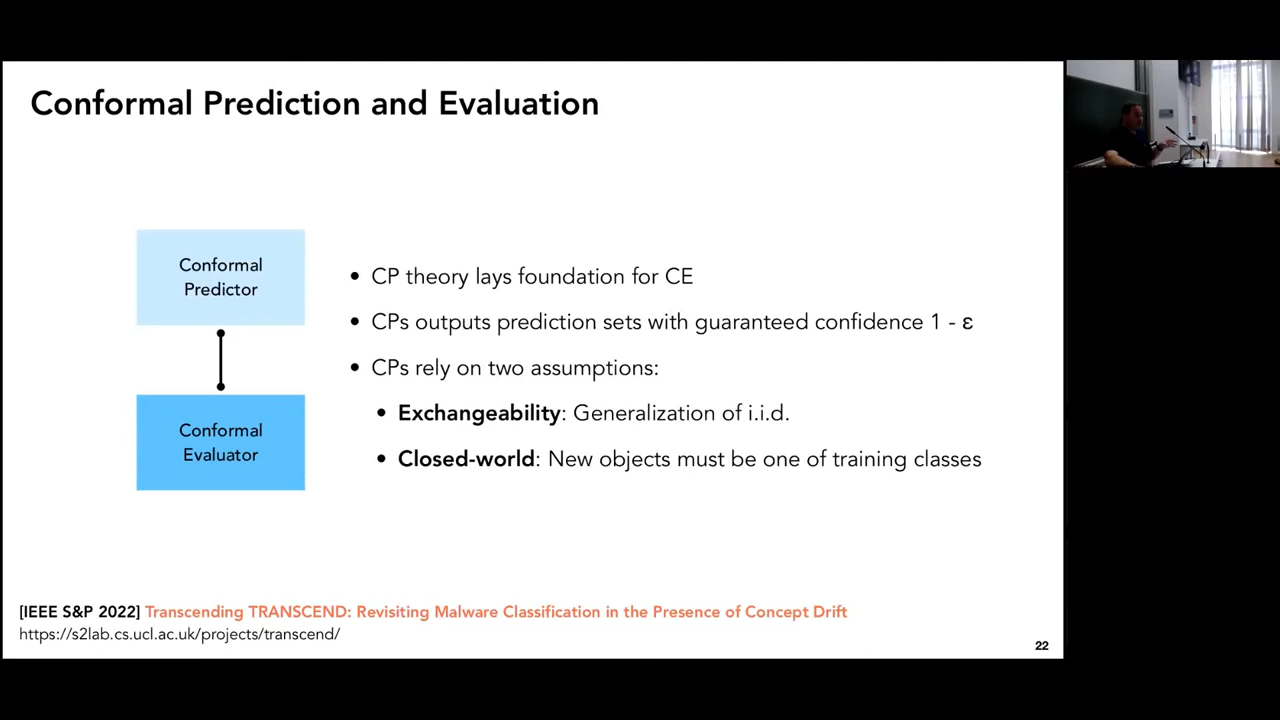 Conformal Prediction and Evaluation
Conformal
Predictor
Conformal
Evaluator
• CP theory lays foundation for CE
• CPs outputs prediction sets with guaranteed confidence 1 - ε
• CPs rely on two assumptions:
• Exchangeability: Generalization of i.i.d.
• Closed-world: New objects must be one of training classes
[IEEE S&P 2022] Transcending TRANSCEND: Revisiting Malware Classification in the Presence of Concept Drift
https://s2lab.cs.ucl.ac.uk/projects/transcend/
22